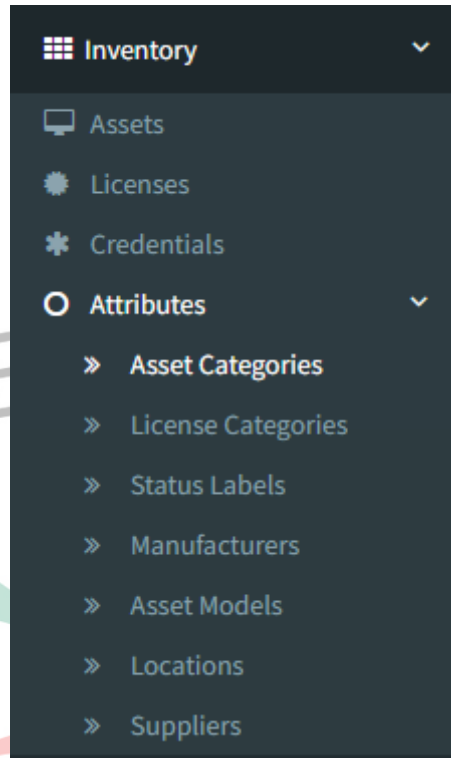 Inventory
Assets
Licenses
Credentials
Attributes
Asset Categories
License Categories
Status Labels
Manufacturers
Asset Models
Locations
Suppliers